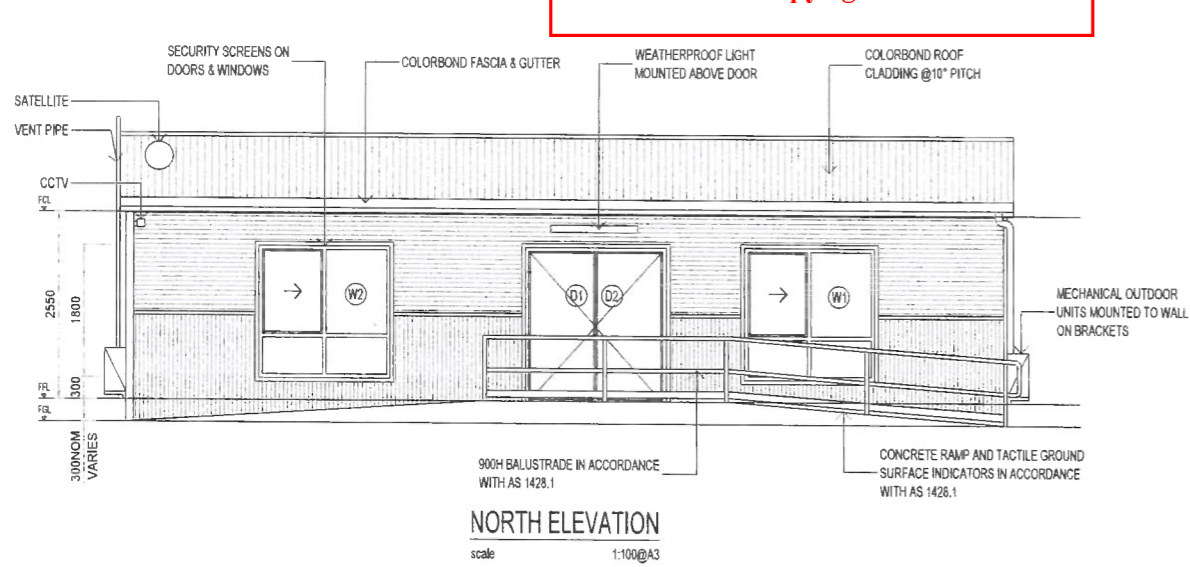 SECURITY SCREENS ON
DOORS & WINDOWS
COLORBOND FASCIA & GUTTER
WEATHERPROOF LIGHT
MOUNTED ABOVE DOOR
COLORBOND ROOF
CLADDING @10° PITCH
SATELLITE
VENT PIPE
CCTV
FCL
2550
1800
300
FFL
FGL
300NOM
VARIES
W2
D1
D2
W1
MECHANICAL OUTDOOR
UNITS MOUNTED TO WALL
ON BRACKETS
900H BALUSTRADE IN ACCORDANCE
WITH AS 1428.1
CONCRETE RAMP AND TACTILE GROUND
SURFACE INDICATORS IN ACCORDANCE
WITH AS 1428.1
NORTH ELEVATION
scale 1:100@A3